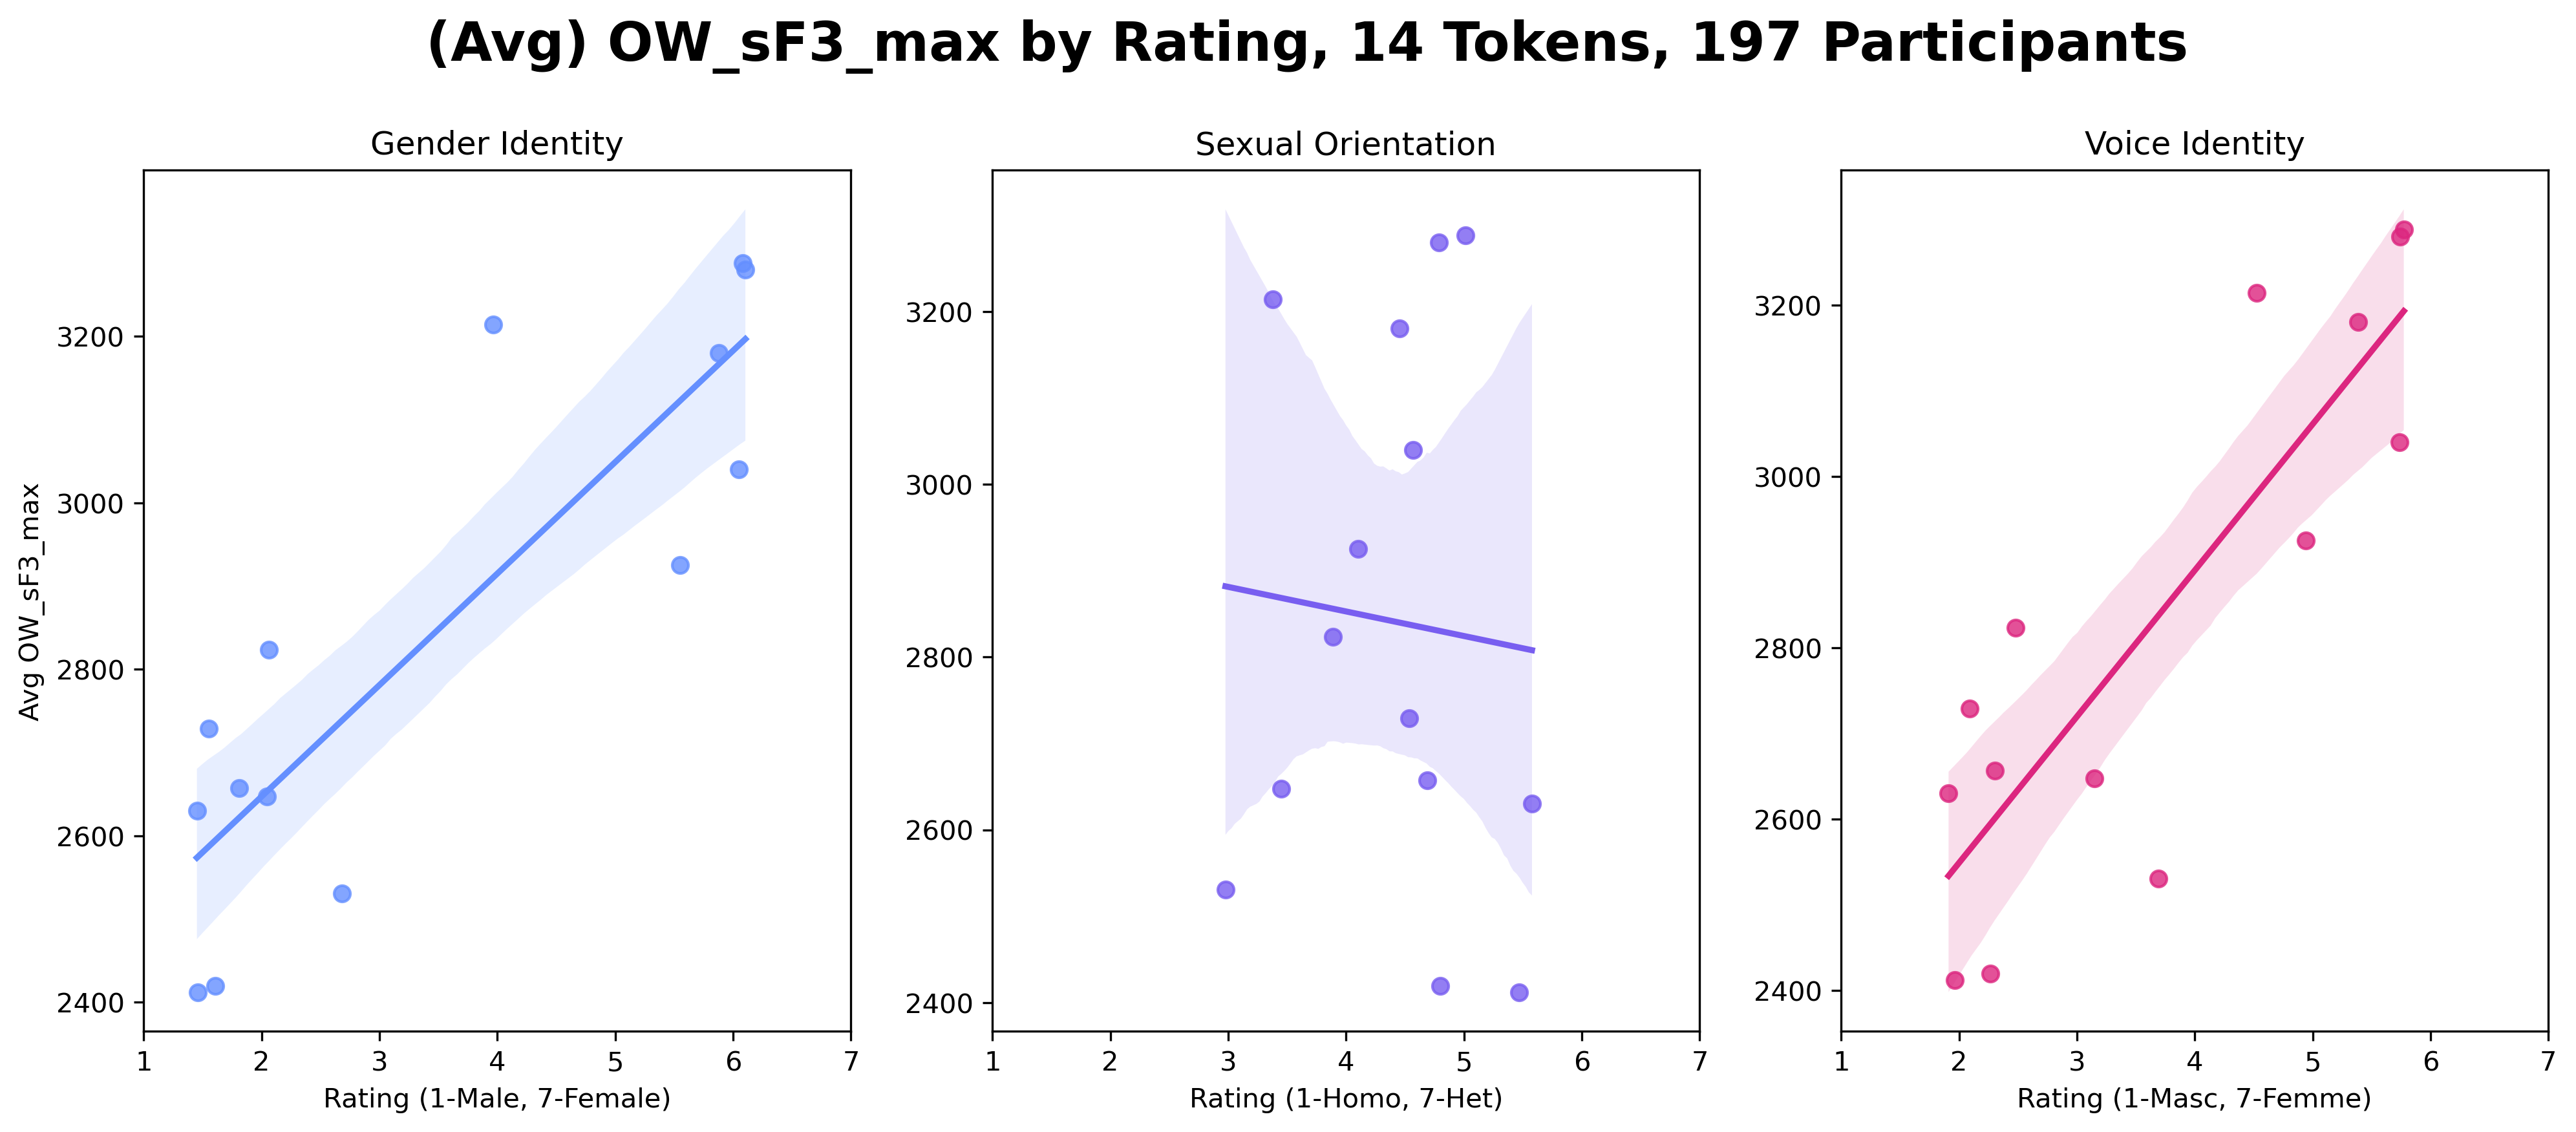 (Avg) OW_sF3_max by Rating, 14 Tokens, 197 Participants
Gender Identity
Avg OW_sF3_max
3200
3000
2800
2600
2400
1 2 3 4 5 6 7
Rating (1-Male, 7-Female)
Sexual Orientation
3200
3000
2800
2600
2400
1 2 3 4 5 6 7
Rating (1-Homo, 7-Het)
Voice Identity
3200
3000
2800
2600
2400
1 2 3 4 5 6 7
Rating (1-Masc, 7-Femme)